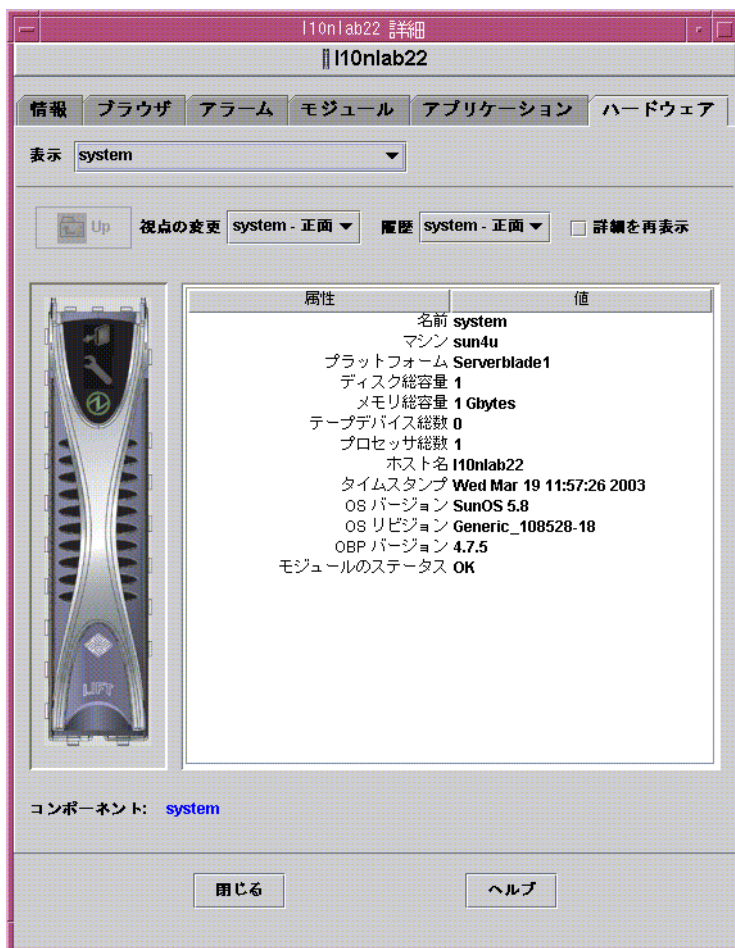 l10nlab22 詳細
l10nlab22
情報 ブラウザ アラーム モジュール アプリケーション ハードウェア
表示 system
Up 視点の変更 system - 正面 履歴 system - 正面 詳細を再表示
属性 値
名前 system
マシン sun4u
プラットフォーム Serverblade1
ディスク総容量 1
メモリ総容量 1 Gbytes
テープデバイス総数 0
プロセッサ総数 1
ホスト名 l10nlab22
タイムスタンプ Wed Mar 19 11:57:26 2003
OS バージョン SunOS 5.8
OS リビジョン Generic_108528-18
OBP バージョン 4.7.5
モジュールのステータス OK
LIFT
コンポーネント: system
閉じる ヘルプ